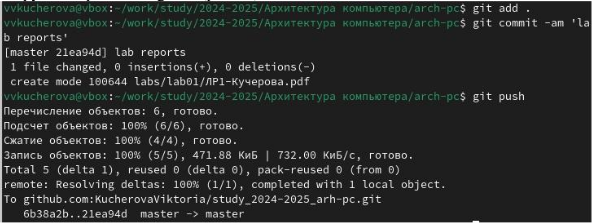 vvkucherova@vbox:~/work/study/2024-2025/Архитектура компьютера/arch-pc$ git add .
vvkucherova@vbox:~/work/study/2024-2025/Архитектура компьютера/arch-pc$ git commit -am 'la
b reports'
[master 21ea94d] lab reports
1 file changed, 0 insertions(+), 0 deletions(-)
create mode 100644 labs/lab01/ЛР1-Кучерова.pdf
vvkucherova@vbox:~/work/study/2024-2025/Архитектура компьютера/arch-pc$ git push
Перечисление объектов: 6, готово.
Подсчет объектов: 100% (6/6), готово.
Сжатие объектов: 100% (4/4), готово.
Запись объектов: 100% (5/5), 471.88 КиБ | 732.00 КиБ/с, готово.
Total 5 (delta 1), reused 0 (delta 0), pack-reused 0 (from 0)
remote: Resolving deltas: 100% (1/1), completed with 1 local object.
To github.com:KucherovaViktoria/study_2024-2025_arh-pc.git
6b38a2b..21ea94d  master -> master